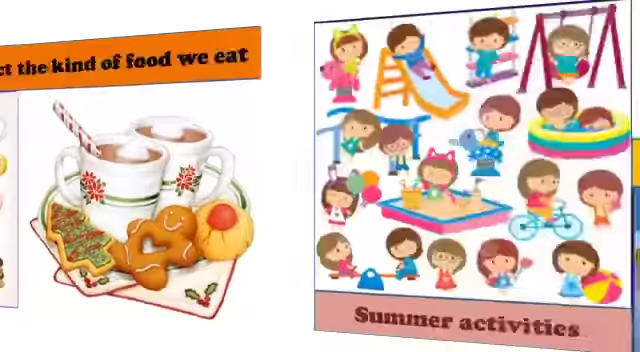 the kind of food we eat
Summer activities